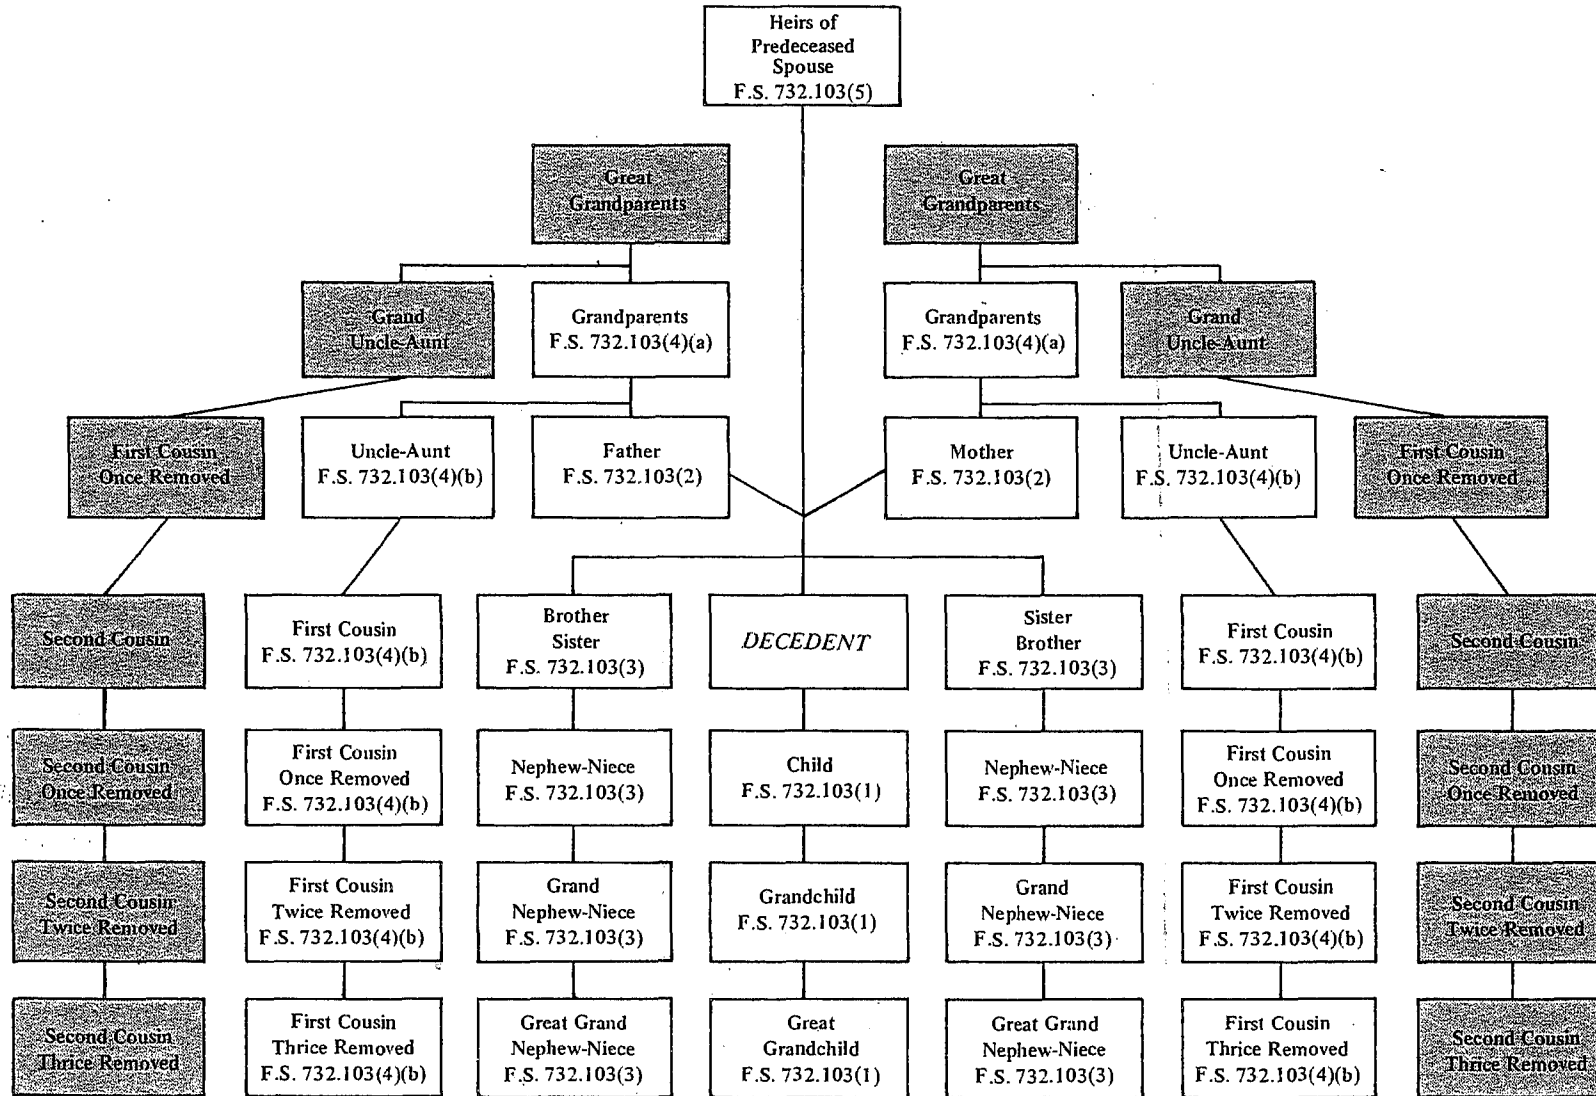 Heirs of
Predeceased
Spouse
F.S. 732.103(5)
Great
Grandparents
Great
Grandparents
Grand
Uncle-Aunt
Grandparents
F.S. 732.103(4)(a)
Grandparents
F.S. 732.103(4)(a)
Grand
Uncle-Aunt
First Cousin
Once Removed
Uncle-Aunt
F.S. 732.103(4)(b)
Father
F.S. 732.103(2)
Mother
F.S. 732.103(2)
Uncle-Aunt
F.S. 732.103(4)(b)
First Cousin
Once Removed
Second Cousin
First Cousin
F.S. 732.103(4)(b)
Brother
Sister
F.S. 732.103(3)
DECEDENT
Sister
Brother
F.S. 732.103(3)
First Cousin
F.S. 732.103(4)(b)
Second Cousin
Second Cousin
Once Removed
First Cousin
Once Removed
F.S. 732.103(4)(b)
Nephew-Niece
F.S. 732.103(3)
Child
F.S. 732.103(1)
Nephew-Niece
F.S. 732.103(3)
First Cousin
Once Removed
F.S. 732.103(4)(b)
Second Cousin
Once Removed
Second Cousin
Twice Removed
First Cousin
Twice Removed
F.S. 732.103(4)(b)
Grand
Nephew-Niece
F.S. 732.103(3)
Grandchild
F.S. 732.103(1)
Grand
Nephew-Niece
F.S. 732.103(3)
First Cousin
Twice Removed
F.S. 732.103(4)(b)
Second Cousin
Twice Removed
Second Cousin
Thrice Removed
First Cousin
Thrice Removed
F.S. 732.103(4)(b)
Great Grand
Nephew-Niece
F.S. 732.103(3)
Great
Grandchild
F.S. 732.103(1)
Great Grand
Nephew-Niece
F.S. 732.103(3)
First Cousin
Thrice Removed
F.S. 732.103(4)(b)
Second Cousin
Thrice Removed